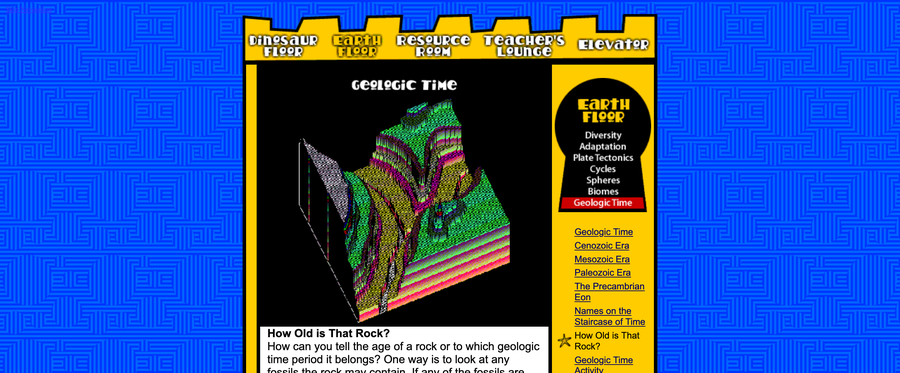 Dinosaur Floor
Earth Floor
Resource Room
Teacher's Lounge
Elevator
Geologic Time
Earth
Floor
Diversity
Adaptation
Plate Tectonics
Cycles
Spheres
Biomes
Geologic Time
Geologic Time
Cenozoic Era
Mesozoic Era
Paleozoic Era
The Precambrian
Eon
Names on the
Staircase of Time
How Old is That
Rock?
Geologic Time
Activity
How Old is That Rock?
How can you tell the age of a rock or to which geologic
time period it belongs? One way is to look at any
fossils the rock may contain. If any of the fossils are